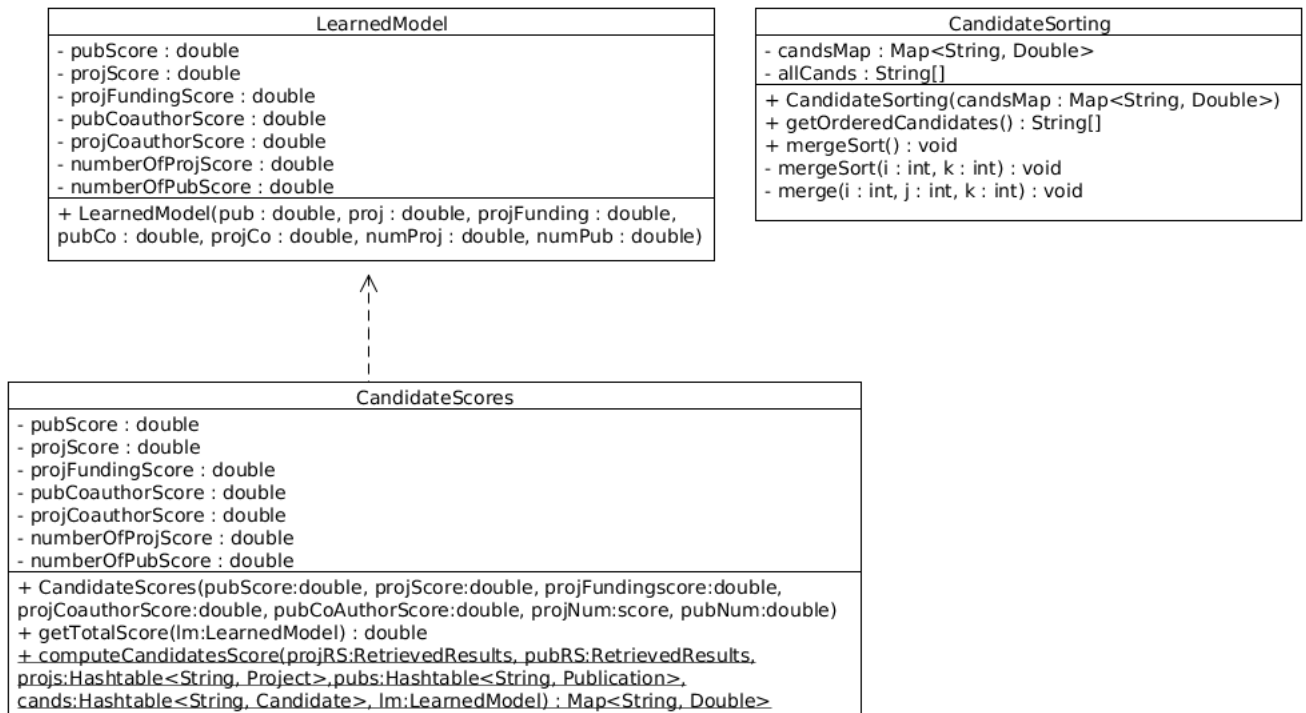 LearnedModel
- pubScore : double
- projScore : double
- projFundingScore : double
- pubCoauthorScore : double
- projCoauthorScore : double
- numberOfProjScore : double
- numberOfPubScore : double
+ LearnedModel(pub : double, proj : double, projFunding : double,
pubCo : double, projCo : double, numProj : double, numPub : double)
CandidateSorting
- candsMap : Map<String, Double>
- allCands : String[]
+ CandidateSorting(candsMap : Map<String, Double>)
+ getOrderedCandidates() : String[]
+ mergeSort() : void
- mergeSort(i : int, k : int) : void
- merge(i : int, j : int, k : int) : void
CandidateScores
- pubScore : double
- projScore : double
- projFundingScore : double
- pubCoauthorScore : double
- projCoauthorScore : double
- numberOfProjScore : double
- numberOfPubScore : double
+ CandidateScores(pubScore:double, projScore:double, projFundingscore:double,
projCoauthorScore:double, pubCoAuthorScore:double, projNum:score, pubNum:double)
+ getTotalScore(lm:LearnedModel) : double
+ computeCandidatesScore(projRS:RetrievedResults, pubRS:RetrievedResults,
projs:Hashtable<String, Project>,pubs:Hashtable<String, Publication>,
cands:Hashtable<String, Candidate>, lm:LearnedModel) : Map<String, Double>